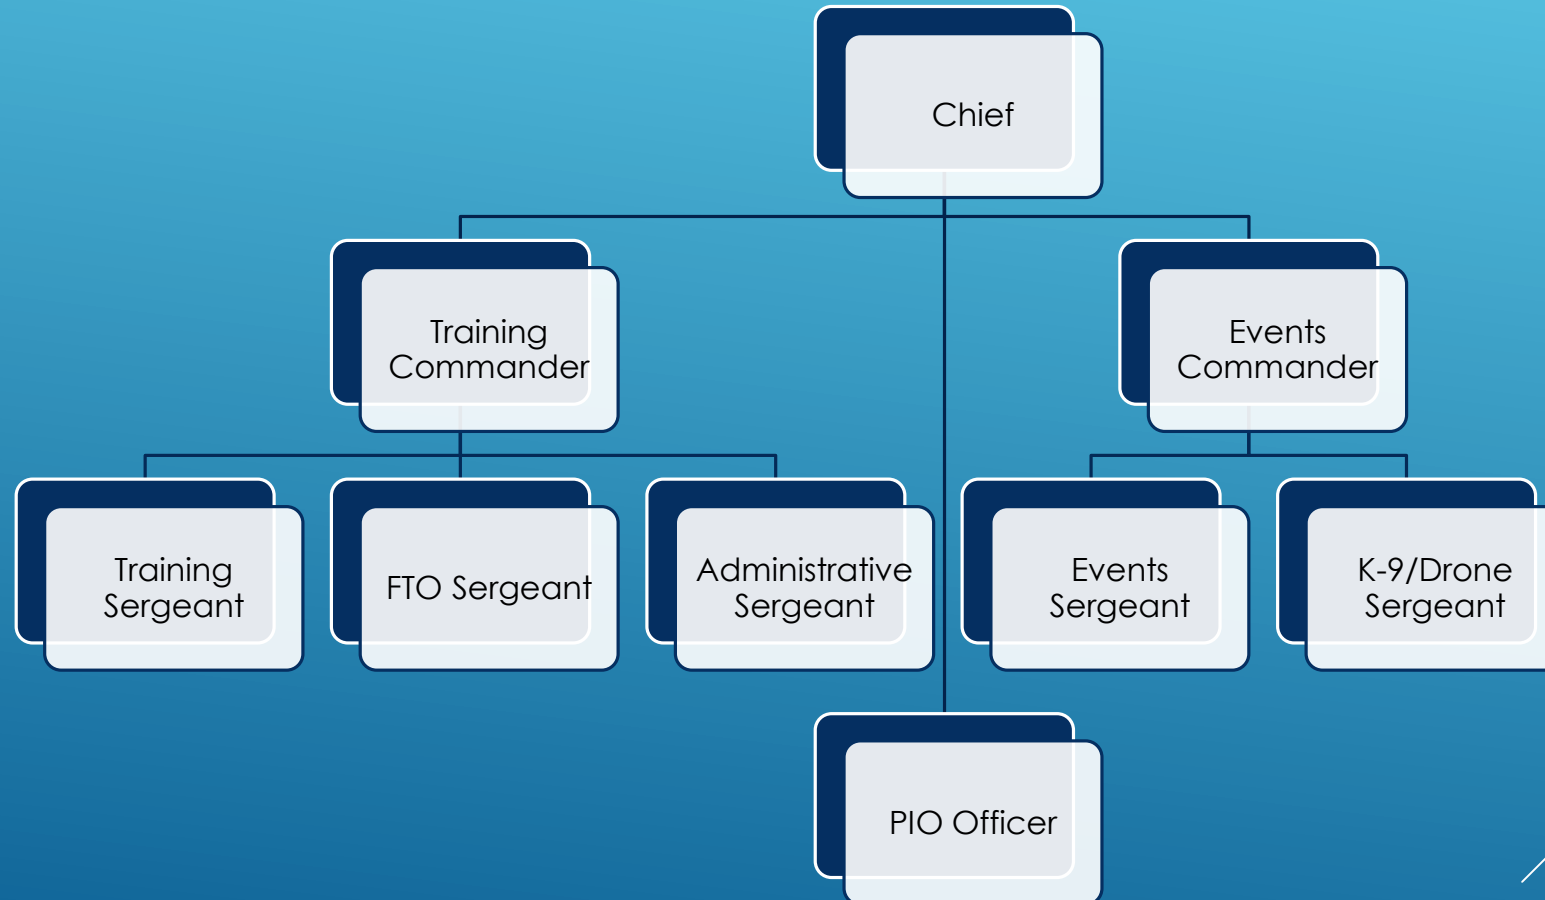 Chief
Training
Commander
Events
Commander
Training
Sergeant
FTO Sergeant
Administrative
Sergeant
Events
Sergeant
K-9/Drone
Sergeant
PIO Officer